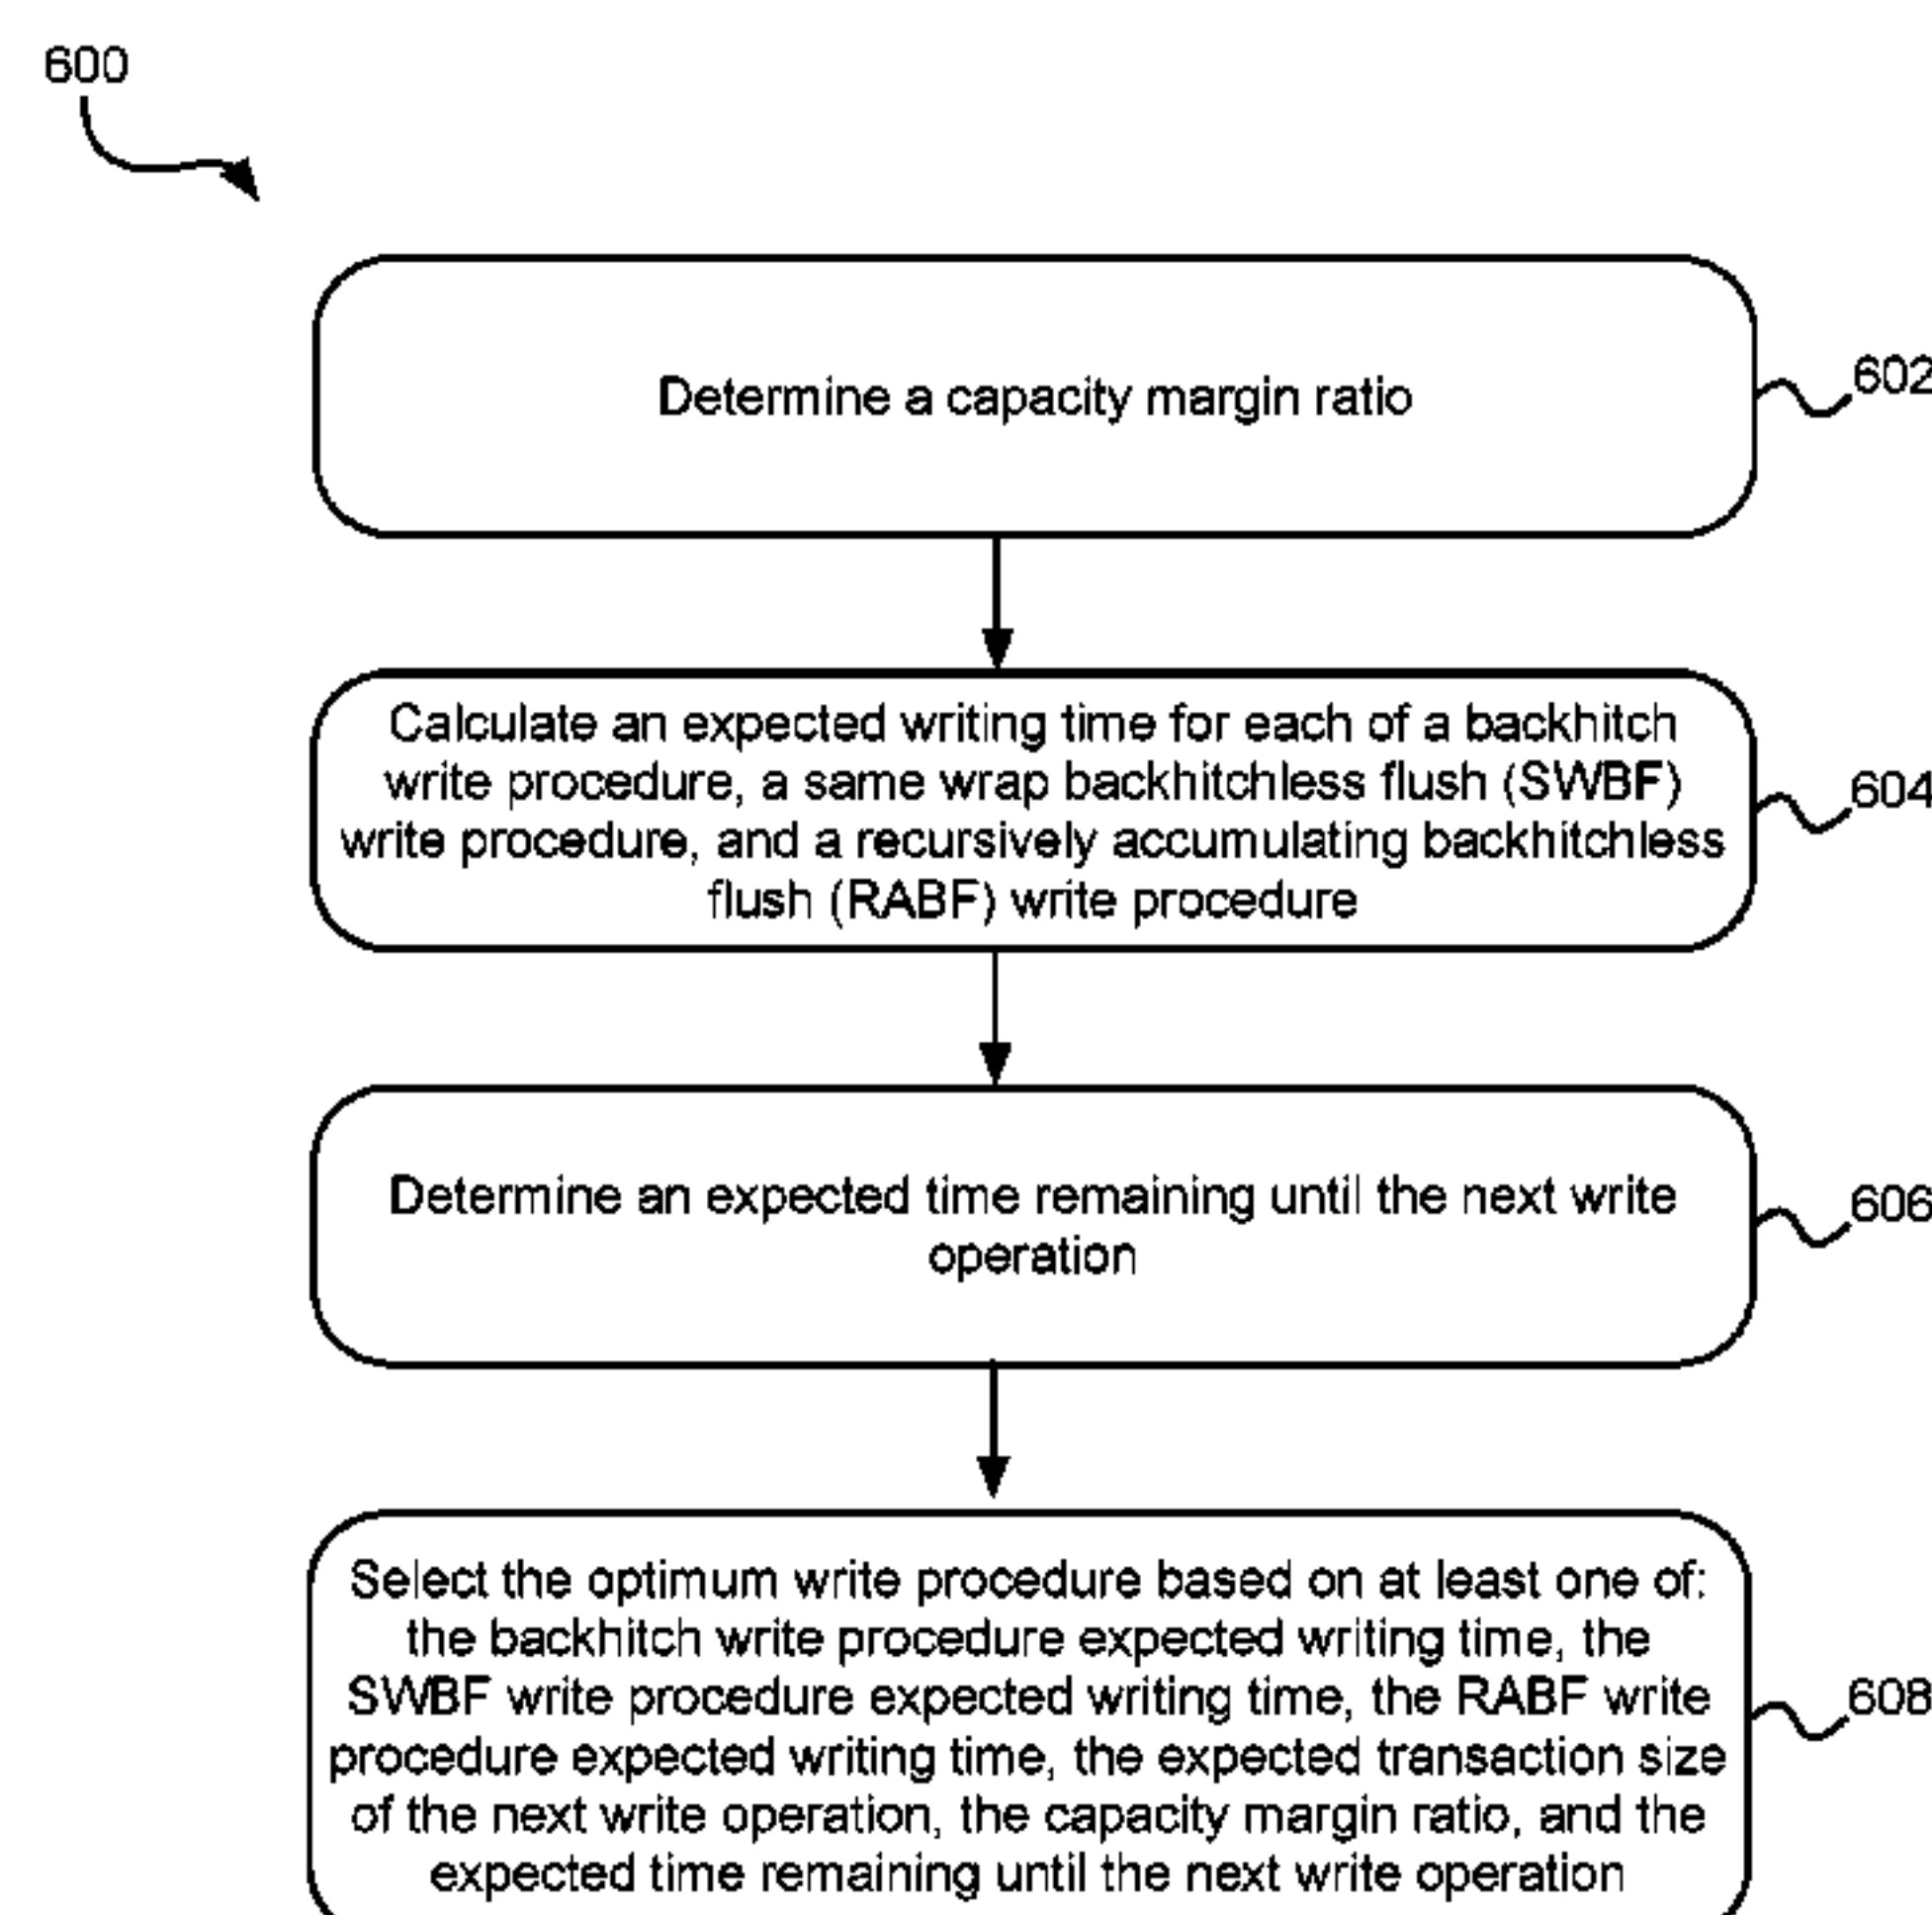 600
Determine a capacity margin ratio
602
Calculate an expected writing time for each of a backhitch
write procedure, a same wrap backhitchless flush (SWBF)
write procedure, and a recursively accumulating backhitchless
flush (RABF) write procedure
604
Determine an expected time remaining until the next write
operation
606
Select the optimum write procedure based on at least one of:
the backhitch write procedure expected writing time, the
SWBF write procedure expected writing time, the RABF write
procedure expected writing time, the expected transaction size
of the next write operation, the capacity margin ratio, and the
expected time remaining until the next write operation
608